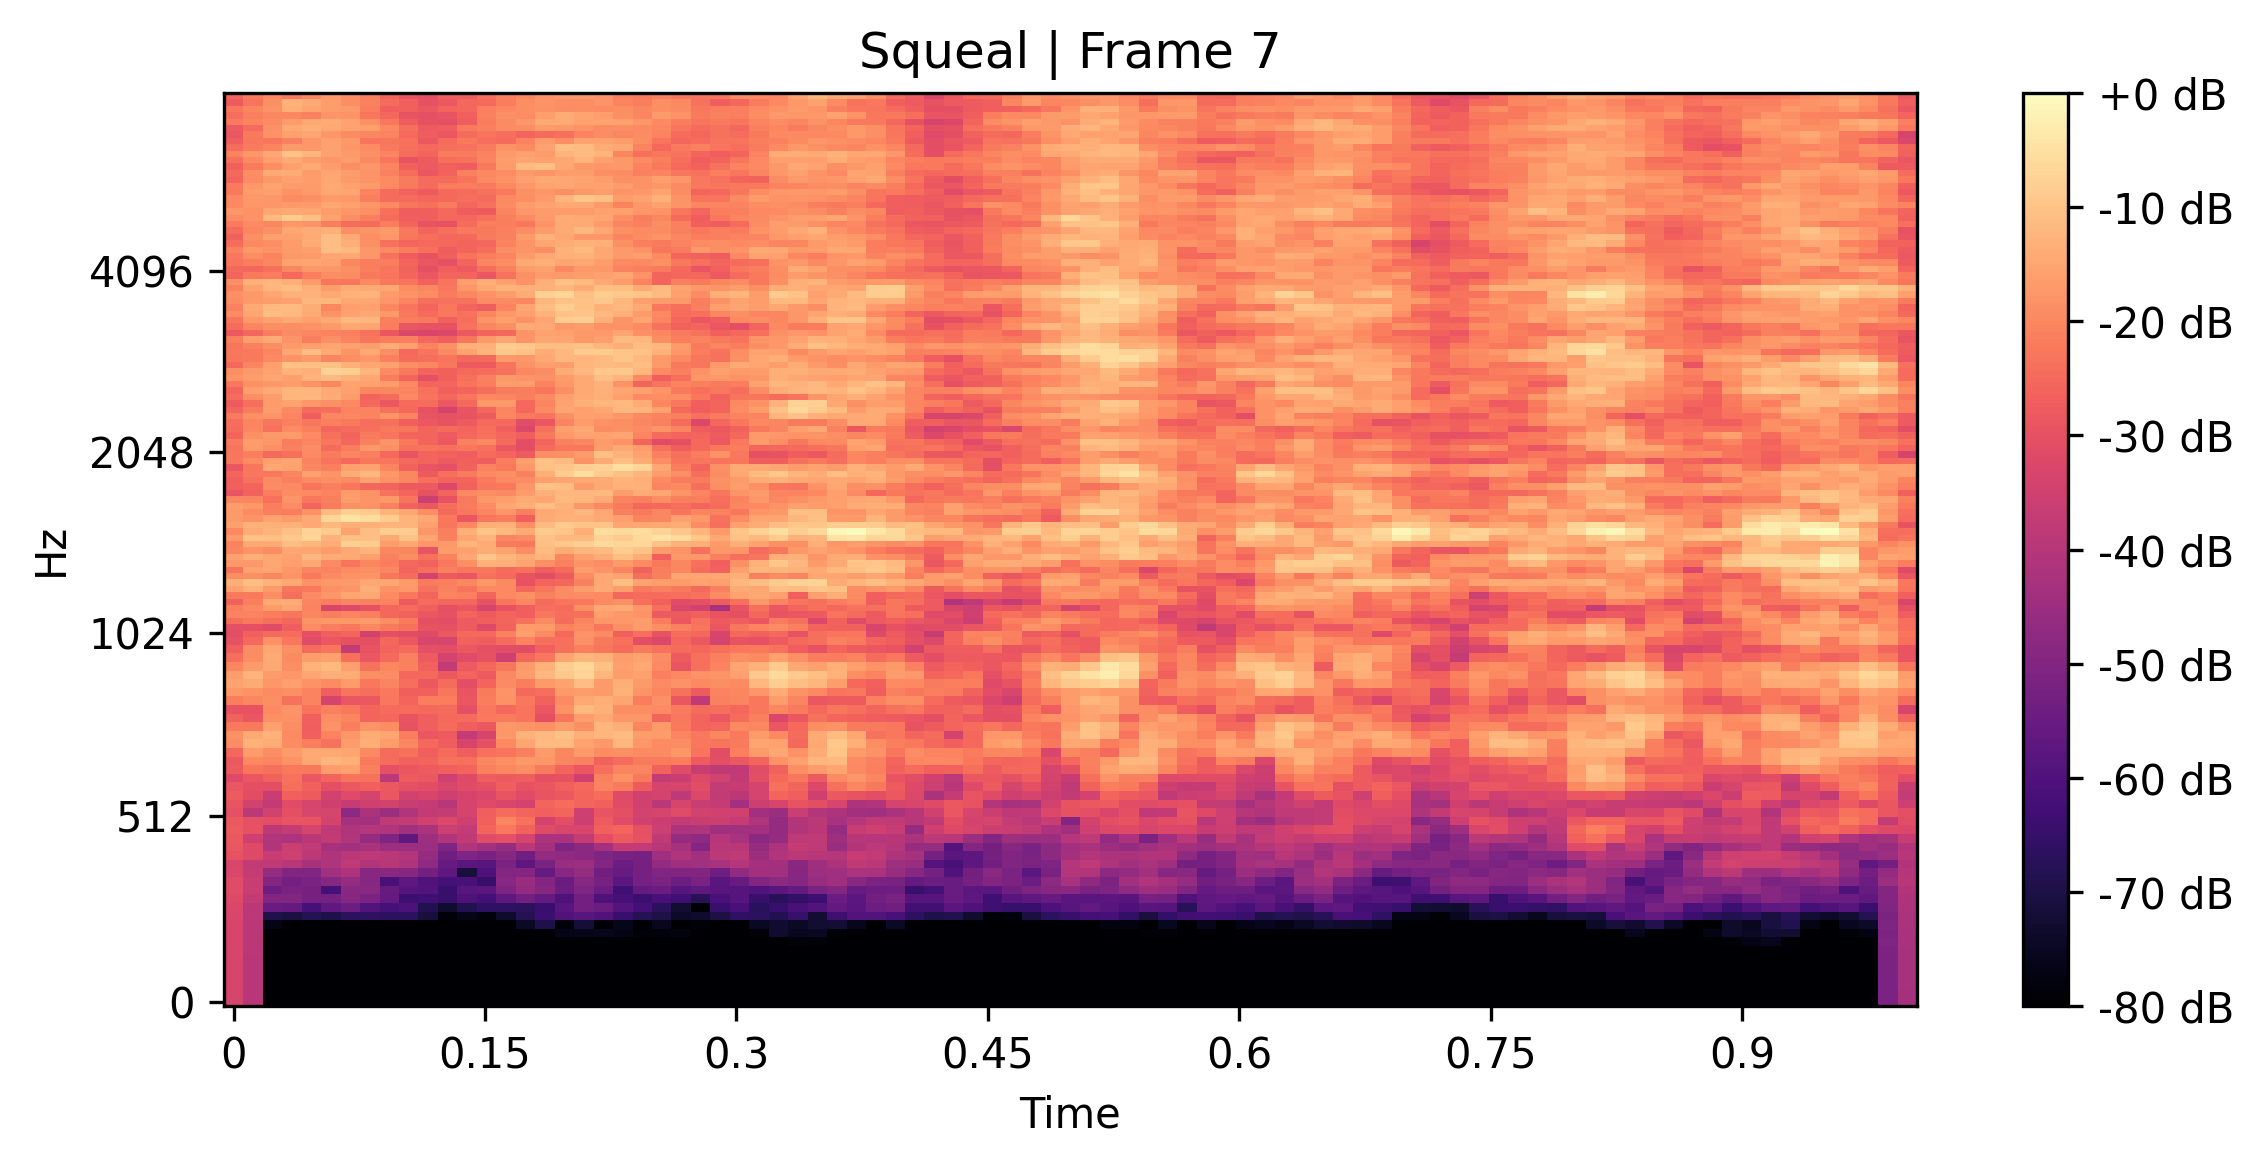 Squeal | Frame 7
+0 dB
-10 dB
-20 dB
-30 dB
-40 dB
-50 dB
-60 dB
-70 dB
-80 dB
Hz
4096
2048
1024
512
0
0 0.15 0.3 0.45 0.6 0.75 0.9
Time